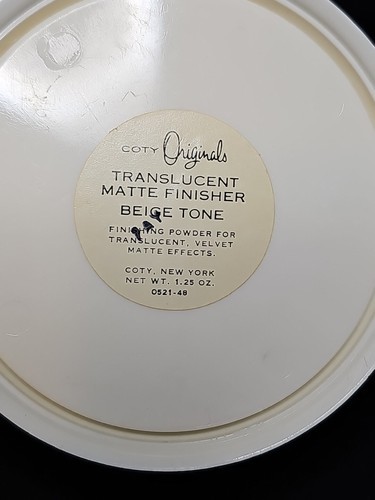 COTY Originals
TRANSLUCENT
MATTE FINISHER
BEIGE TONE
FINISHING POWDER FOR
TRANSLUCENT, VELVET
MATTE EFFECTS.
COTY, NEW YORK
NET WT. 1.25 OZ.
0521-48